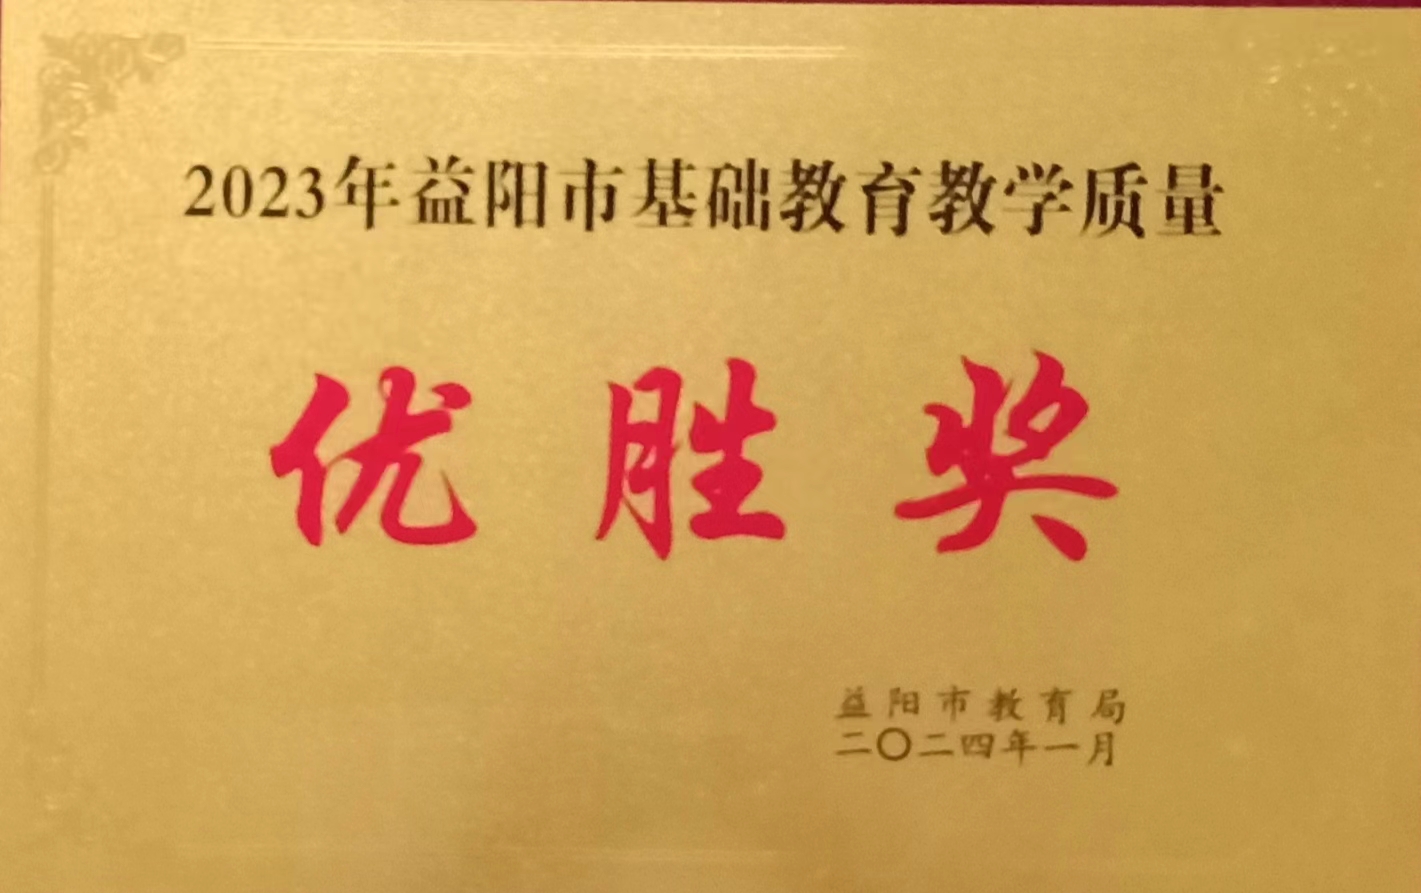 2023年益阳市基础教育教学质量
优胜奖
益阳市教育局
二〇二四年一月